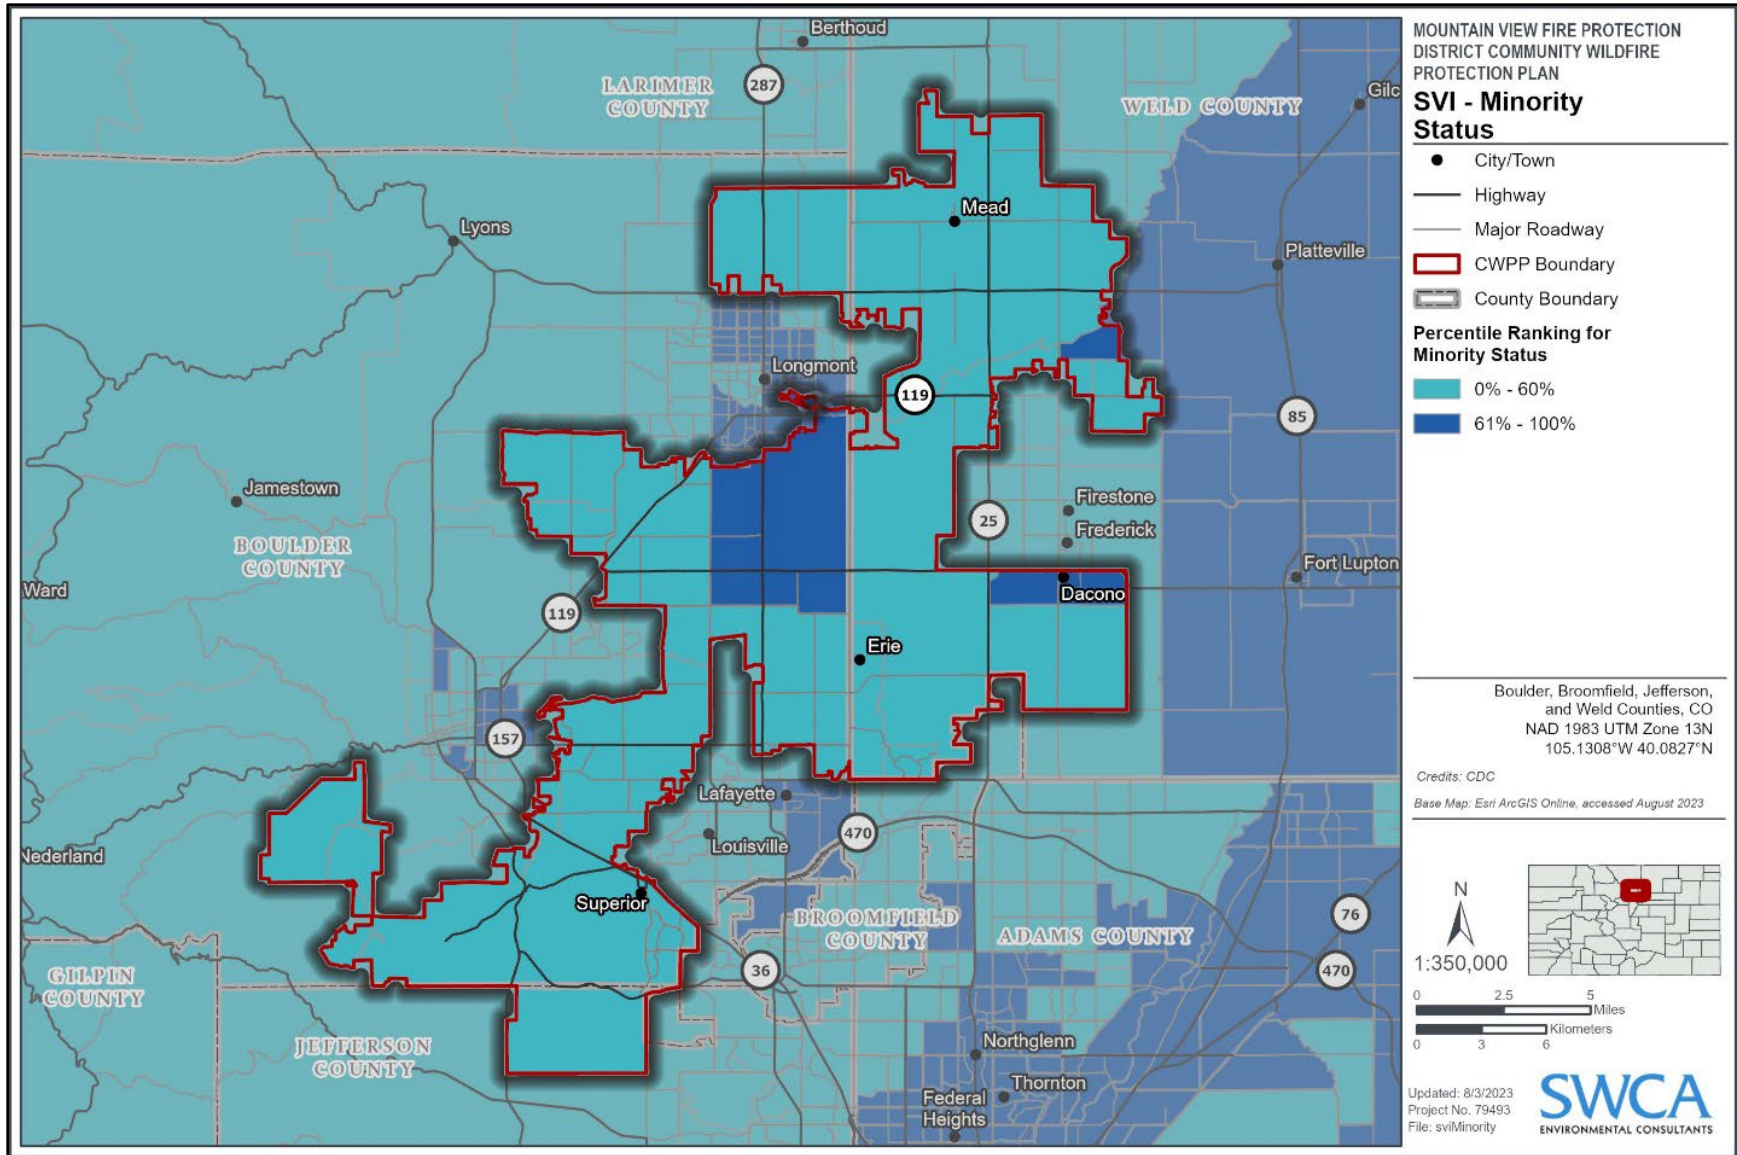 Berthoud
287
LARIMER
COUNTY
WELD COUNTY
Gilc
Mead
Lyons
Platteville
Longmont
119
85
Jamestown
Firestone
25
Frederick
BOULDER
COUNTY
Ward
Fort Lupton
Dacono
119
Erie
157
Lafayette
470
Louisville
Nederland
Superior
BROOMFIELD
COUNTY
ADAMS COUNTY
76
36
470
GILPIN
COUNTY
JEFFERSON
COUNTY
Northglenn
Thornton
Federal
Heights
MOUNTAIN VIEW FIRE PROTECTION
DISTRICT COMMUNITY WILDFIRE
PROTECTION PLAN
SVI - Minority
Status
City/Town
Highway
Major Roadway
CWPP Boundary
County Boundary
Percentile Ranking for
Minority Status
0% - 60%
61% - 100%
Boulder, Broomfield, Jefferson,
and Weld Counties, CO
NAD 1983 UTM Zone 13N
105.1308°W 40.0827°N
Credits: CDC
Base Map: Esri ArcGIS Online, accessed August 2023
N
1:350,000
0 2.5 5
Miles
Kilometers
0 3 6
Updated: 8/3/2023
Project No. 79493
File: sviMinority
SWCA
ENVIRONMENTAL CONSULTANTS